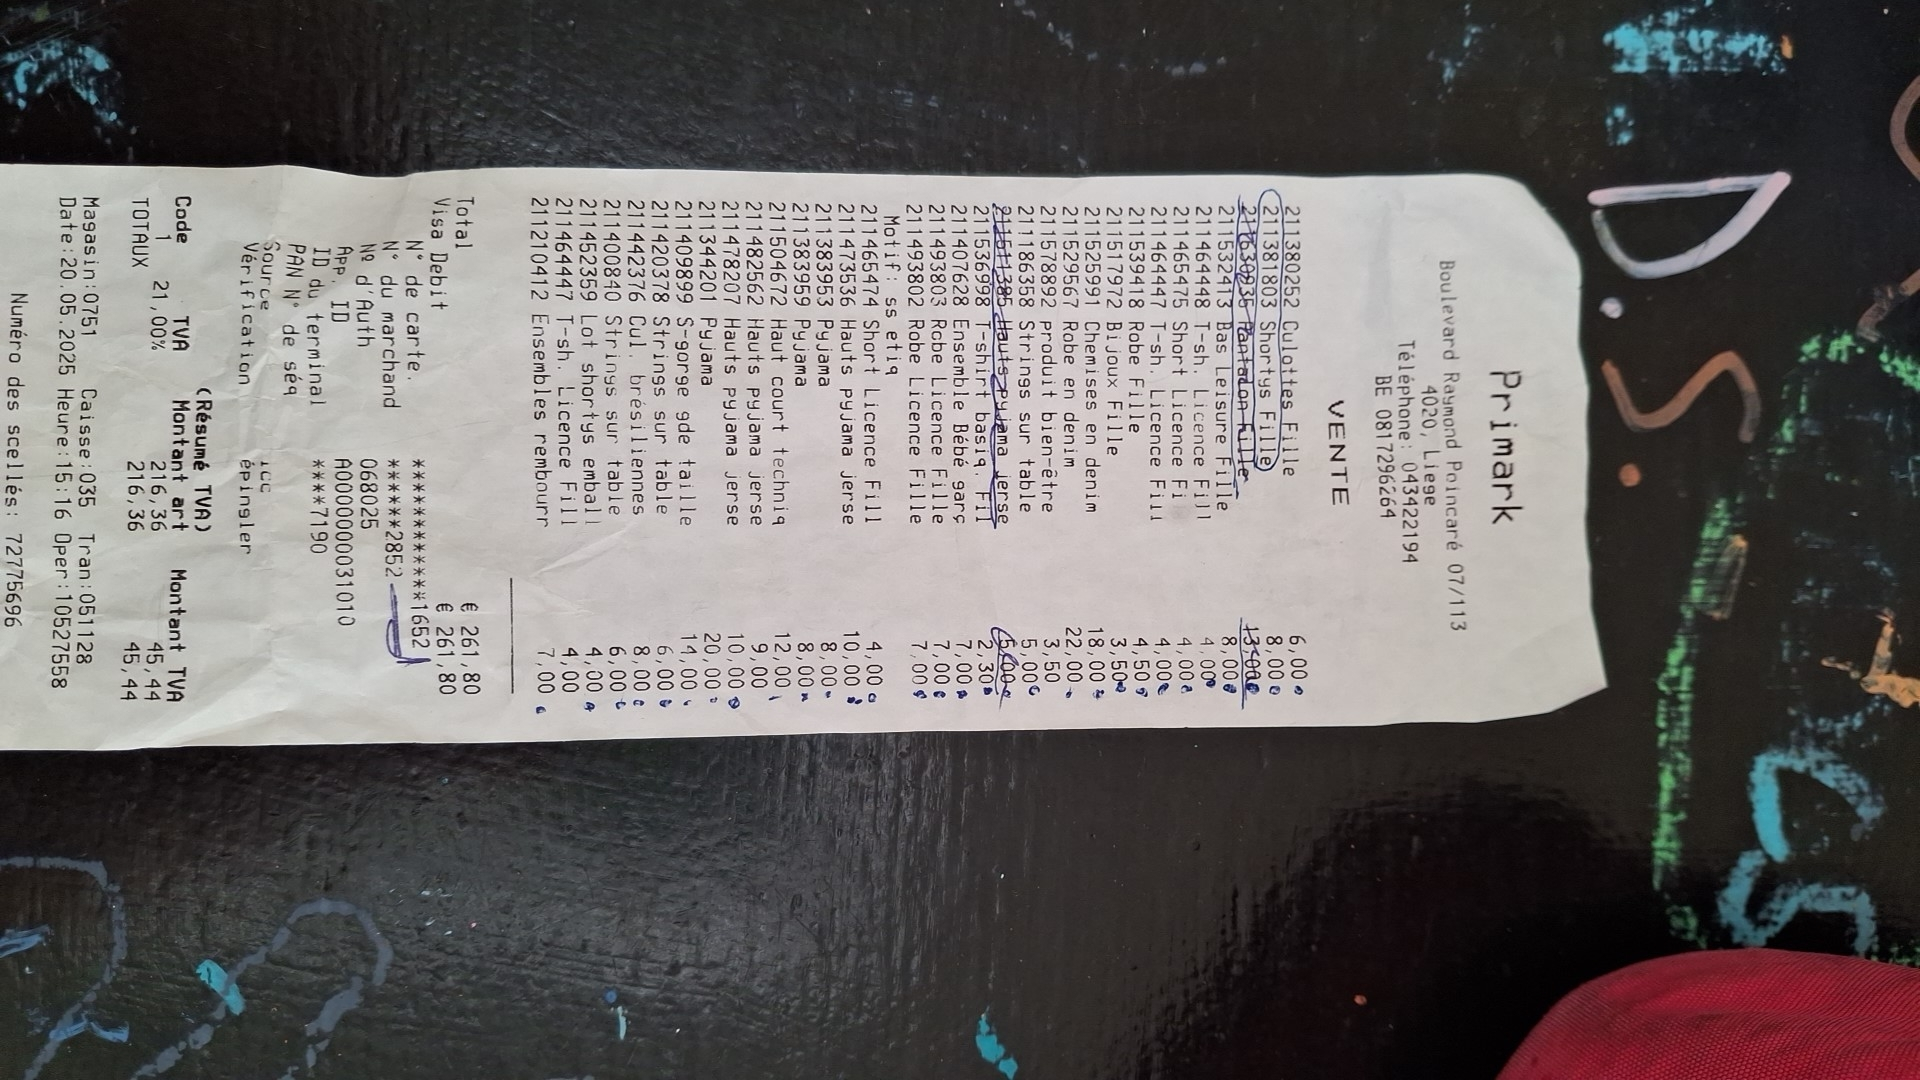 Primark
Boulevard Raymond Poincaré 07/113
4020, Liege
Téléphone: 043422194
BE 0817296264
VENTE
211380252 Culottes Fille 6,00
211381803 Shortys Fille 8,00
Pantalon Fille
211532413 Bas Leisure Fille 8,00
211464448 T-sh. Licence Fill 4,00
211465475 Short Licence Fi 4,00
211464447 T-sh. Licence Fill 4,00
211539418 Robe Fille 4,50
211517972 Bijoux Fille 3,50
211525591 Chemises en denim 18,00
211529567 Robe en denim 22,00
211578892 produit bien-être 3,50
211186358 Strings sur table 5,00
Hauts pyjama jerse
211536998 T-shirt basiq. Fil 2,30
211407628 Ensemble Bébé garç 7,00
211493803 Robe Licence Fille 7,00
211493802 Robe Licence Fille 7,00
Motif: ss etiq
211465474 Short Licence Fill 4,00
211473536 Hauts pyjama jerse 10,00
211383953 Pyjama 8,00
211383959 Pyjama 8,00
211504672 Haut court techniq 12,00
211482562 Hauts pyjama jerse 9,00
211478207 Hauts pyjama jerse 10,00
211344201 Pyjama 20,00
211409899 S-gorge gde taille 14,00
211420378 Strings sur table 6,00
211442376 Cul. brésiliennes 8,00
211400840 Strings sur table 6,00
211452359 Lot shortys emball 4,00
211464447 T-sh. Licence Fill 4,00
211210412 Ensembles rembourr 7,00
Total € 261,80
Visa Debit € 261,80
N° de carte. ************1652
N° du marchand ******2852
Nº d'Auth 068025
App. ID A0000000031010
ID du terminal ****7190
PAN N° de séq
Source ICC
Vérification épingler
(Résumé TVA)
Code TVA Montant art Montant TVA
1 21,00% 216,36 45,44
TOTAUX 216,36 45,44
Magasin:0751 Caisse:035 Tran:051128
Date:20.05.2025 Heure:15:16 Oper:10527558
Numéro des scellés: 72775696
D.S.